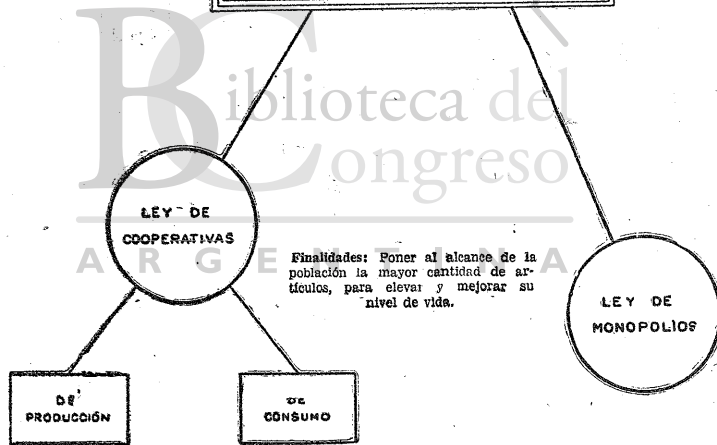 Biblioteca del
Congreso
ARGENTINA
LEY DE
COOPERATIVAS
Finalidades: Poner al alcance de la
población la mayor cantidad de ar-
tículos, para elevar y mejorar su
nivel de vida.
LEY DE
MONOPOLIOS
DE
PRODUCCIÓN
DE
CONSUMO